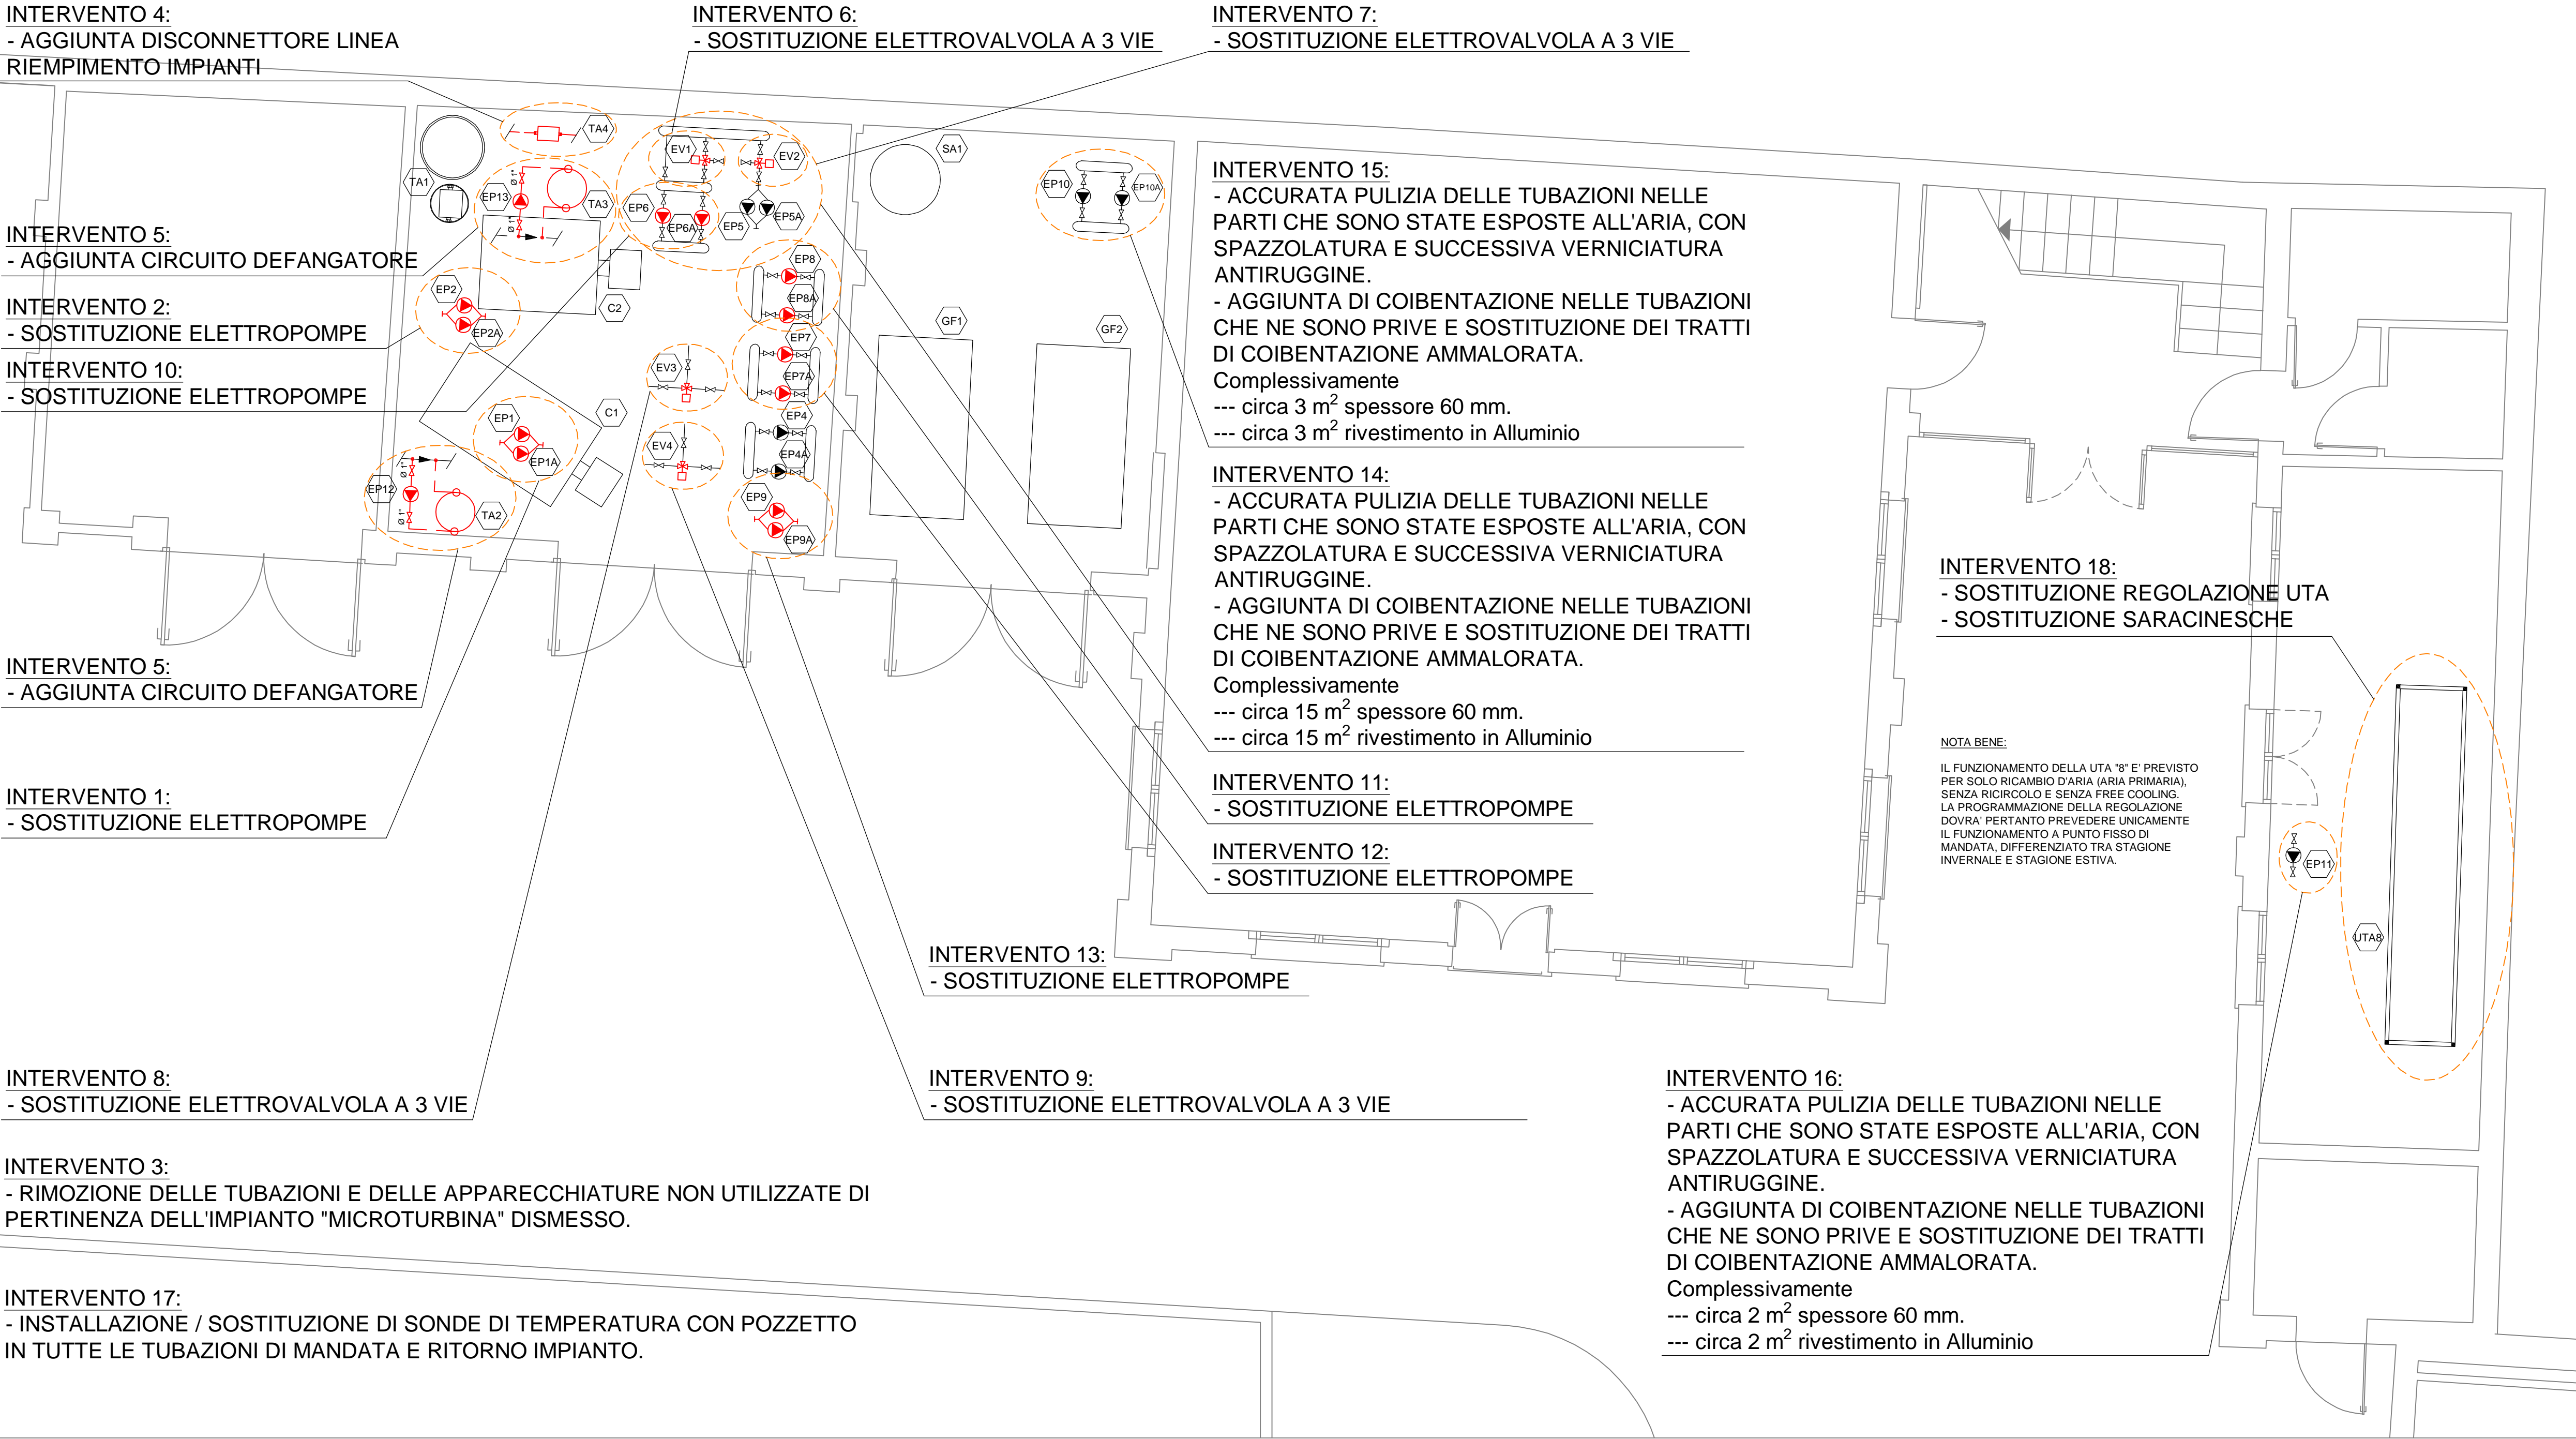 INTERVENTO 4:
- AGGIUNTA DISCONNETTORE LINEA
RIEMPIMENTO IMPIANTI
INTERVENTO 6:
- SOSTITUZIONE ELETTROVALVOLA A 3 VIE
INTERVENTO 7:
- SOSTITUZIONE ELETTROVALVOLA A 3 VIE
TA4
EV1
EV2
SA1
TA1
EP13
Ø 1"
Ø 1"
TA3
EP6
EP6A
EP5
EP5A
EP10
EP10A
INTERVENTO 5:
- AGGIUNTA CIRCUITO DEFANGATORE
INTERVENTO 2:
- SOSTITUZIONE ELETTROPOMPE
INTERVENTO 10:
- SOSTITUZIONE ELETTROPOMPE
EP2
EP2A
C2
EP8
EP8A
GF1
GF2
EV3
EP7
EP7A
EP1
EP1A
C1
EP4
EP4A
EV4
EP12
Ø 1"
Ø 1"
TA2
EP9
EP9A
INTERVENTO 15:
- ACCURATA PULIZIA DELLE TUBAZIONI NELLE
PARTI CHE SONO STATE ESPOSTE ALL'ARIA, CON
SPAZZOLATURA E SUCCESSIVA VERNICIATURA
ANTIRUGGINE.
- AGGIUNTA DI COIBENTAZIONE NELLE TUBAZIONI
CHE NE SONO PRIVE E SOSTITUZIONE DEI TRATTI
DI COIBENTAZIONE AMMALORATA.
Complessivamente
--- circa 3 m² spessore 60 mm.
--- circa 3 m² rivestimento in Alluminio
INTERVENTO 14:
- ACCURATA PULIZIA DELLE TUBAZIONI NELLE
PARTI CHE SONO STATE ESPOSTE ALL'ARIA, CON
SPAZZOLATURA E SUCCESSIVA VERNICIATURA
ANTIRUGGINE.
- AGGIUNTA DI COIBENTAZIONE NELLE TUBAZIONI
CHE NE SONO PRIVE E SOSTITUZIONE DEI TRATTI
DI COIBENTAZIONE AMMALORATA.
Complessivamente
--- circa 15 m² spessore 60 mm.
--- circa 15 m² rivestimento in Alluminio
INTERVENTO 18:
- SOSTITUZIONE REGOLAZIONE UTA
- SOSTITUZIONE SARACINESCHE
INTERVENTO 5:
- AGGIUNTA CIRCUITO DEFANGATORE
INTERVENTO 1:
- SOSTITUZIONE ELETTROPOMPE
INTERVENTO 11:
- SOSTITUZIONE ELETTROPOMPE
INTERVENTO 12:
- SOSTITUZIONE ELETTROPOMPE
NOTA BENE:
IL FUNZIONAMENTO DELLA UTA "8" E' PREVISTO
PER SOLO RICAMBIO D'ARIA (ARIA PRIMARIA),
SENZA RICIRCOLO E SENZA FREE COOLING.
LA PROGRAMMAZIONE DELLA REGOLAZIONE
DOVRA' PERTANTO PREVEDERE UNICAMENTE
IL FUNZIONAMENTO A PUNTO FISSO DI
MANDATA, DIFFERENZIATO TRA STAGIONE
INVERNALE E STAGIONE ESTIVA.
EP11
UTA8
INTERVENTO 13:
- SOSTITUZIONE ELETTROPOMPE
INTERVENTO 8:
- SOSTITUZIONE ELETTROVALVOLA A 3 VIE
INTERVENTO 9:
- SOSTITUZIONE ELETTROVALVOLA A 3 VIE
INTERVENTO 16:
- ACCURATA PULIZIA DELLE TUBAZIONI NELLE
PARTI CHE SONO STATE ESPOSTE ALL'ARIA, CON
SPAZZOLATURA E SUCCESSIVA VERNICIATURA
ANTIRUGGINE.
- AGGIUNTA DI COIBENTAZIONE NELLE TUBAZIONI
CHE NE SONO PRIVE E SOSTITUZIONE DEI TRATTI
DI COIBENTAZIONE AMMALORATA.
Complessivamente
--- circa 2 m² spessore 60 mm.
--- circa 2 m² rivestimento in Alluminio
INTERVENTO 3:
- RIMOZIONE DELLE TUBAZIONI E DELLE APPARECCHIATURE NON UTILIZZATE DI
PERTINENZA DELL'IMPIANTO "MICROTURBINA" DISMESSO.
INTERVENTO 17:
- INSTALLAZIONE / SOSTITUZIONE DI SONDE DI TEMPERATURA CON POZZETTO
IN TUTTE LE TUBAZIONI DI MANDATA E RITORNO IMPIANTO.